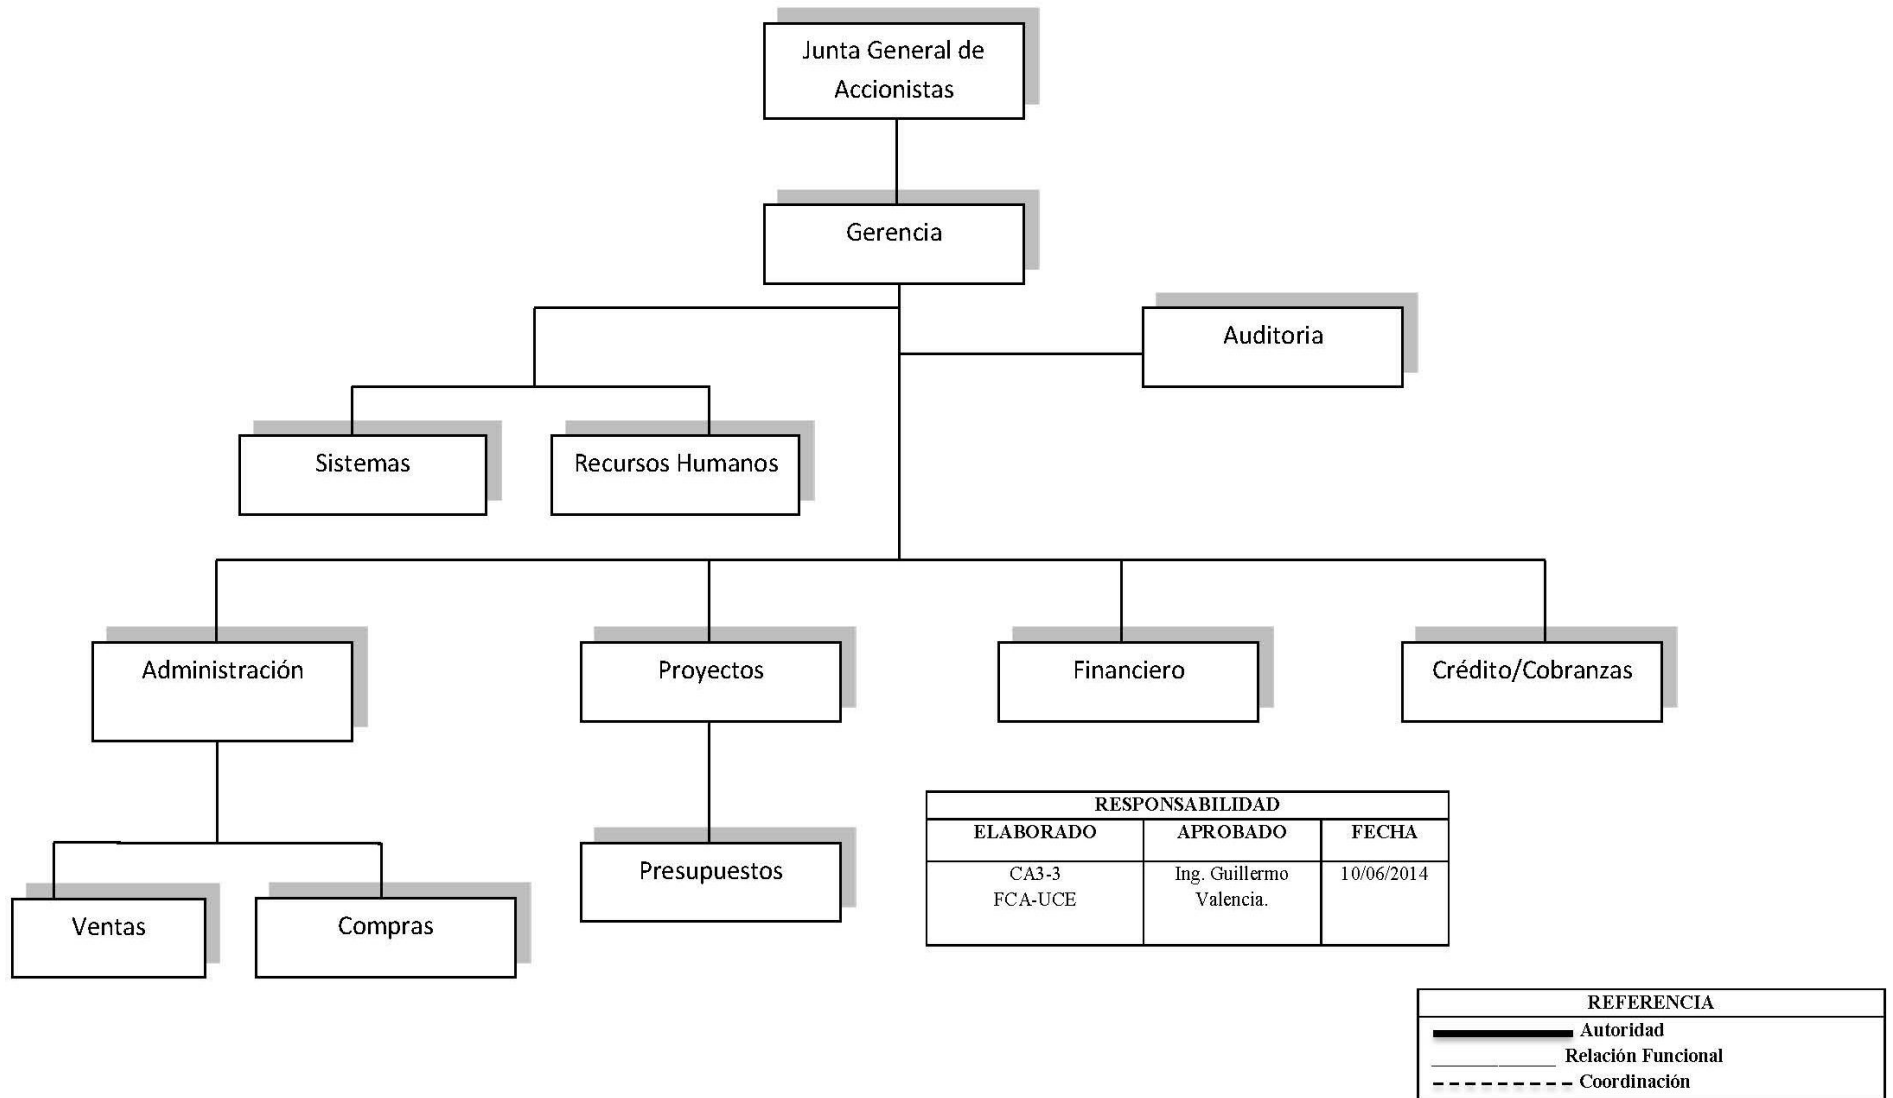 Junta General de
Accionistas
Gerencia
Auditoria
Sistemas
Recursos Humanos
Administración
Proyectos
Financiero
Crédito/Cobranzas
Presupuestos
Ventas
Compras
RESPONSABILIDAD
ELABORADO APROBADO FECHA
CA3-3 Ing. Guillermo 10/06/2014
FCA-UCE Valencia.
REFERENCIA
Autoridad
Relación Funcional
Coordinación